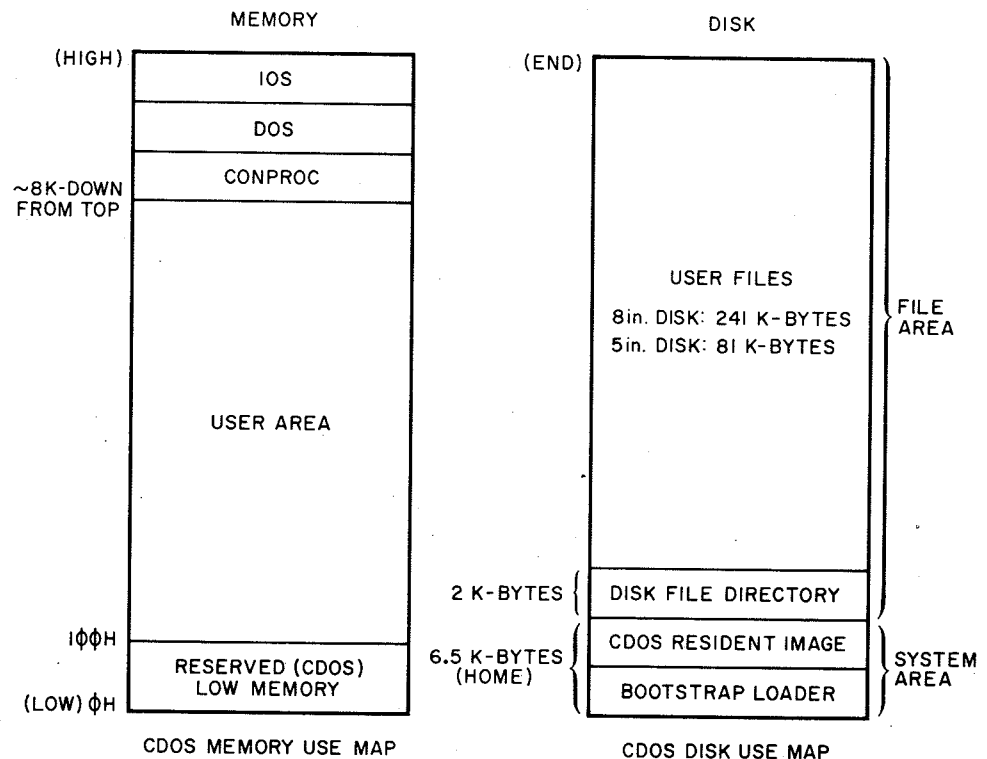 MEMORY
(HIGH)
IOS
DOS
CONPROC
~8K-DOWN
FROM TOP
USER AREA
1ϕϕH
RESERVED (CDOS)
LOW MEMORY
(LOW) ϕH
CDOS MEMORY USE MAP
DISK
(END)
USER FILES
8in. DISK: 241 K-BYTES
5in. DISK: 81 K-BYTES
FILE
AREA
2 K-BYTES
DISK FILE DIRECTORY
6.5 K-BYTES
(HOME)
CDOS RESIDENT IMAGE
BOOTSTRAP LOADER
SYSTEM
AREA
CDOS DISK USE MAP